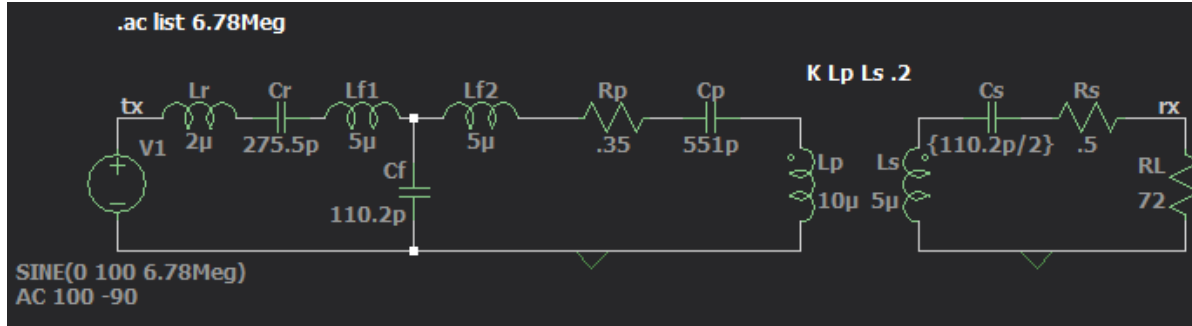 .ac list 6.78Meg
K Lp Ls .2
tx Lr Cr Lf1 Lf2 Rp Cp Cs Rs rx
V1 2µ 275.5p 5µ 5µ .35 551p {110.2p/2} .5
Cf Lp Ls RL
110.2p 10µ 5µ 72
SINE(0 100 6.78Meg)
AC 100 -90